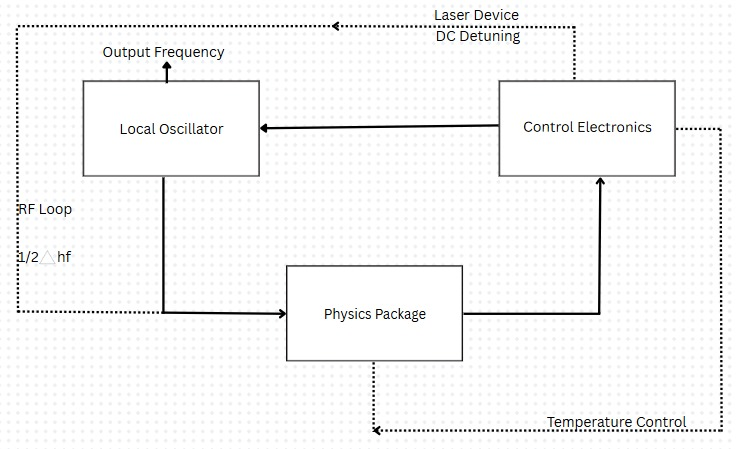 Laser Device
DC Detuning
Output Frequency
Local Oscillator
Control Electronics
RF Loop
1/2△hf
Physics Package
Temperature Control